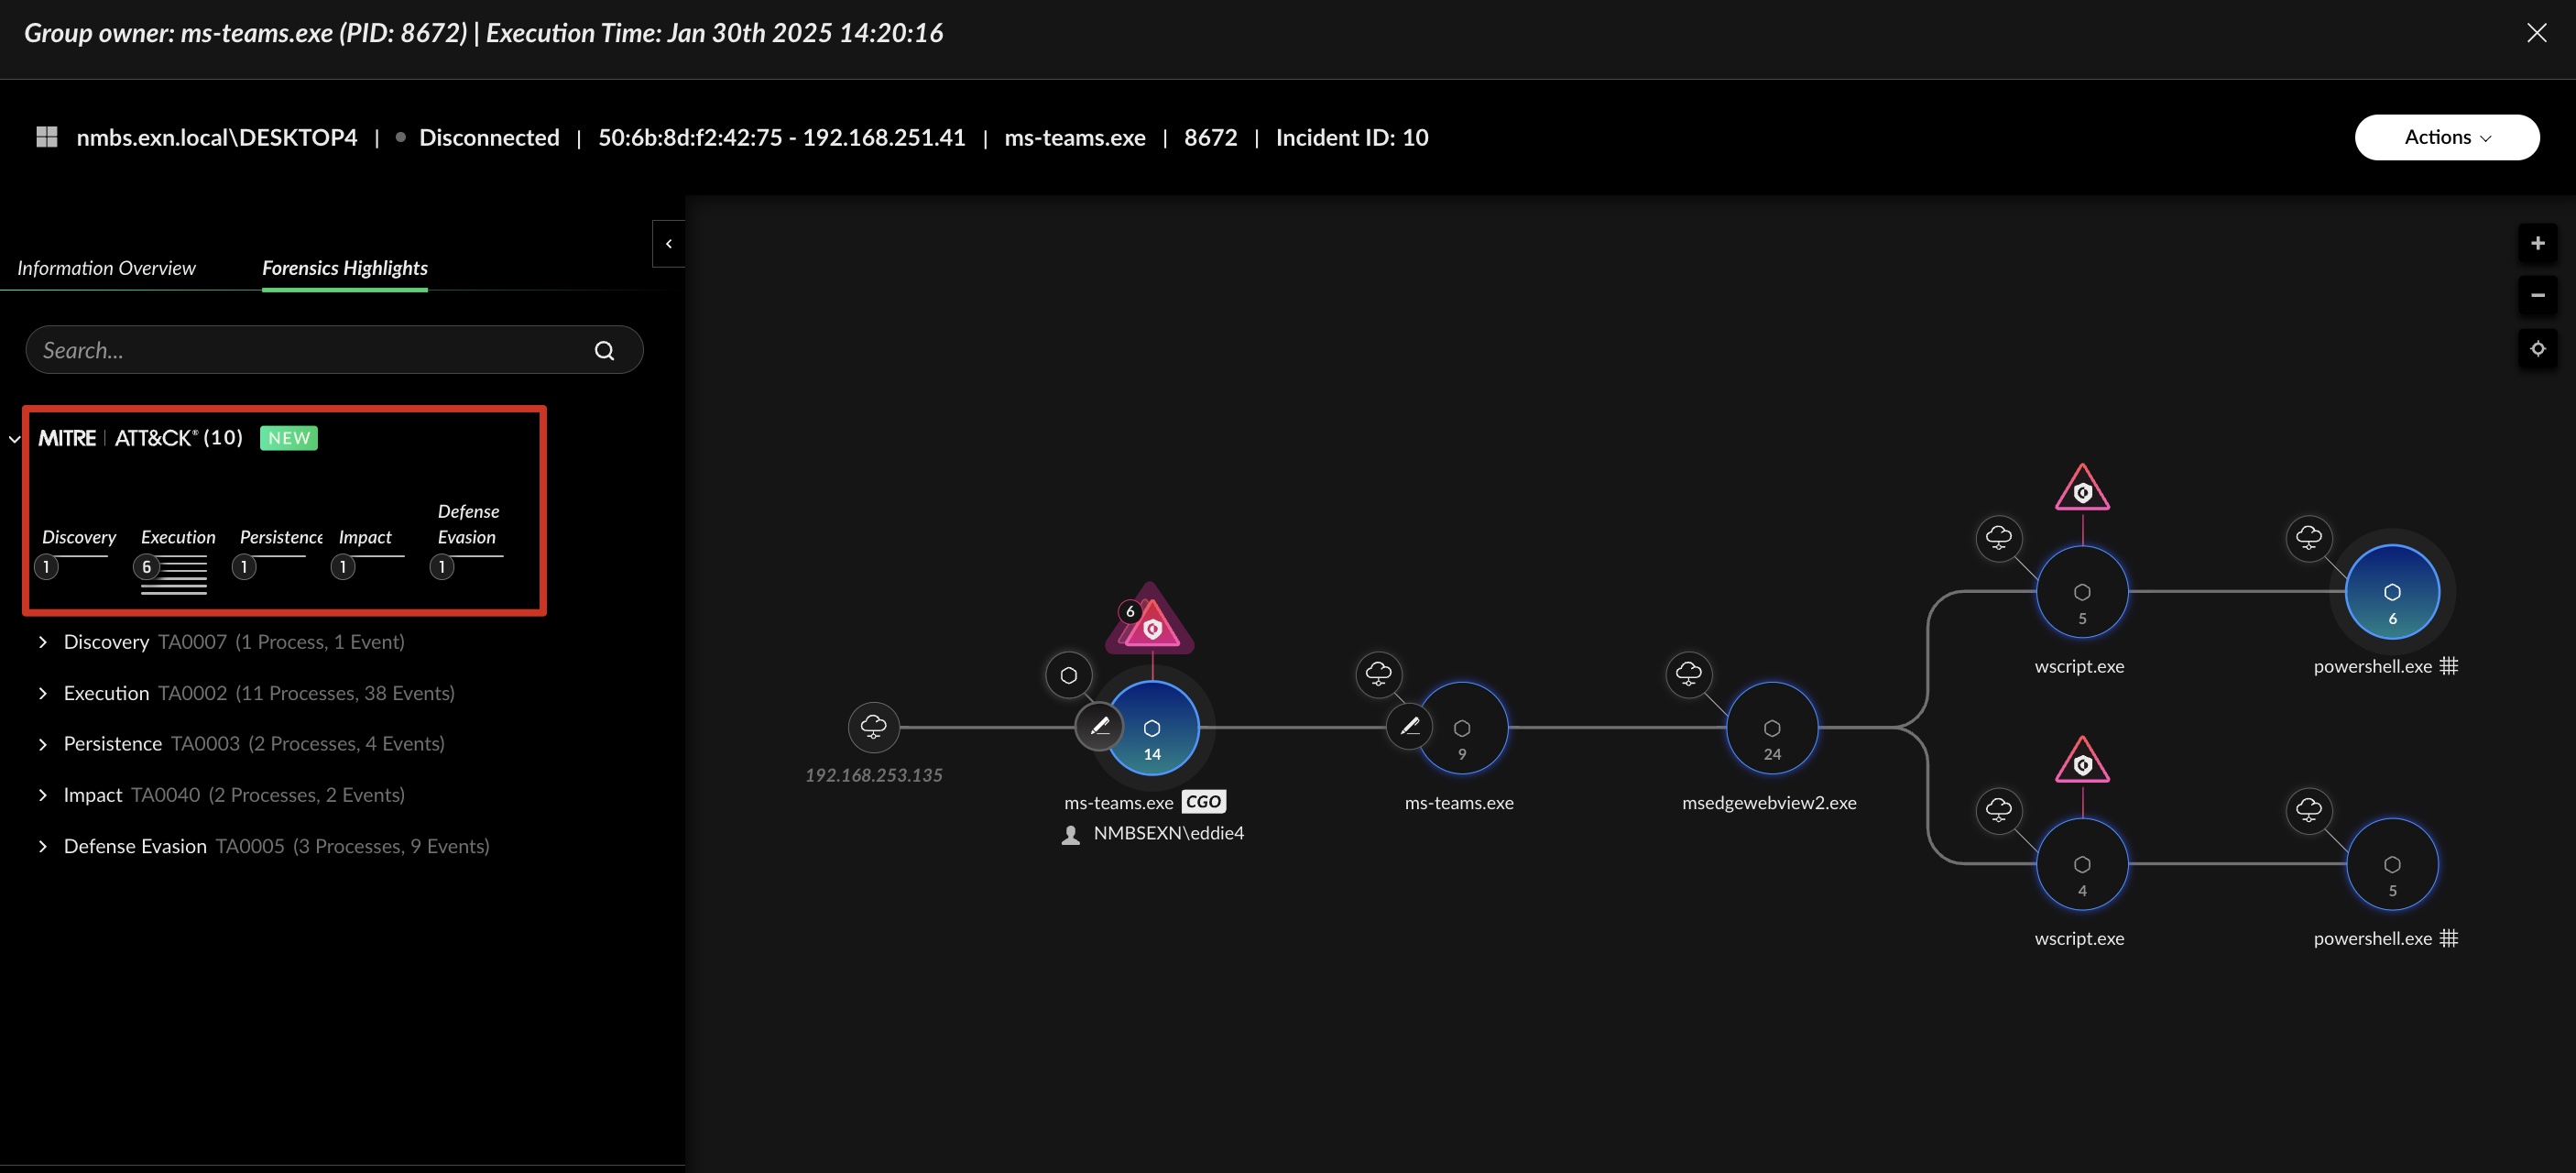 Group owner: ms-teams.exe (PID: 8672) | Execution Time: Jan 30th 2025 14:20:16
nmbs.exn.local\DESKTOP4 | Disconnected | 50:6b:8d:f2:42:75 - 192.168.251.41 | ms-teams.exe | 8672 | Incident ID: 10
Actions
Information Overview
Forensics Highlights
Search...
MITRE | ATT&CK® (10) NEW
Discovery
1
Execution
6
Persistence
1
Impact
1
Defense
Evasion
1
Discovery TA0007 (1 Process, 1 Event)
Execution TA0002 (11 Processes, 38 Events)
Persistence TA0003 (2 Processes, 4 Events)
Impact TA0040 (2 Processes, 2 Events)
Defense Evasion TA0005 (3 Processes, 9 Events)
192.168.253.135
6
14
ms-teams.exe CGO
NMBSEXN\eddie4
9
ms-teams.exe
24
msedgewebview2.exe
5
wscript.exe
6
powershell.exe
4
wscript.exe
5
powershell.exe